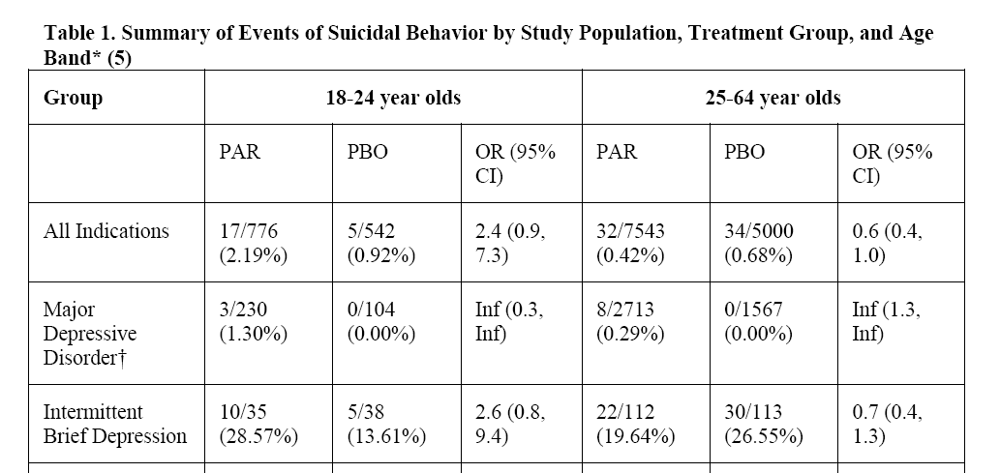 Table 1. Summary of Events of Suicidal Behavior by Study Population, Treatment Group, and Age
Band* (5)
Group 18-24 year olds 25-64 year olds
PAR PBO OR (95% CI) PAR PBO OR (95% CI)
All Indications 17/776 (2.19%) 5/542 (0.92%) 2.4 (0.9, 7.3) 32/7543 (0.42%) 34/5000 (0.68%) 0.6 (0.4, 1.0)
Major Depressive Disorder† 3/230 (1.30%) 0/104 (0.00%) Inf (0.3, Inf) 8/2713 (0.29%) 0/1567 (0.00%) Inf (1.3, Inf)
Intermittent Brief Depression 10/35 (28.57%) 5/38 (13.61%) 2.6 (0.8, 9.4) 22/112 (19.64%) 30/113 (26.55%) 0.7 (0.4, 1.3)